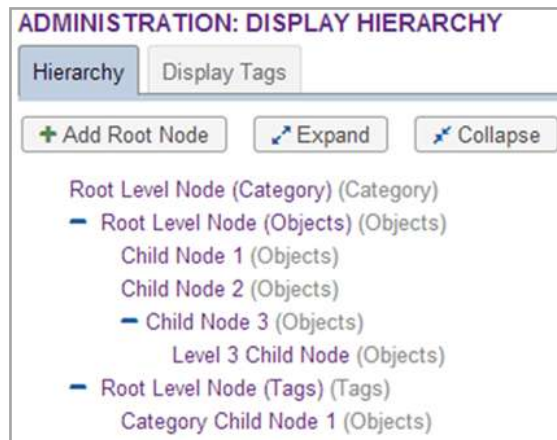 ADMINISTRATION: DISPLAY HIERARCHY
Hierarchy Display Tags
Add Root Node Expand Collapse
Root Level Node (Category) (Category)
Root Level Node (Objects) (Objects)
Child Node 1 (Objects)
Child Node 2 (Objects)
Child Node 3 (Objects)
Level 3 Child Node (Objects)
Root Level Node (Tags) (Tags)
Category Child Node 1 (Objects)